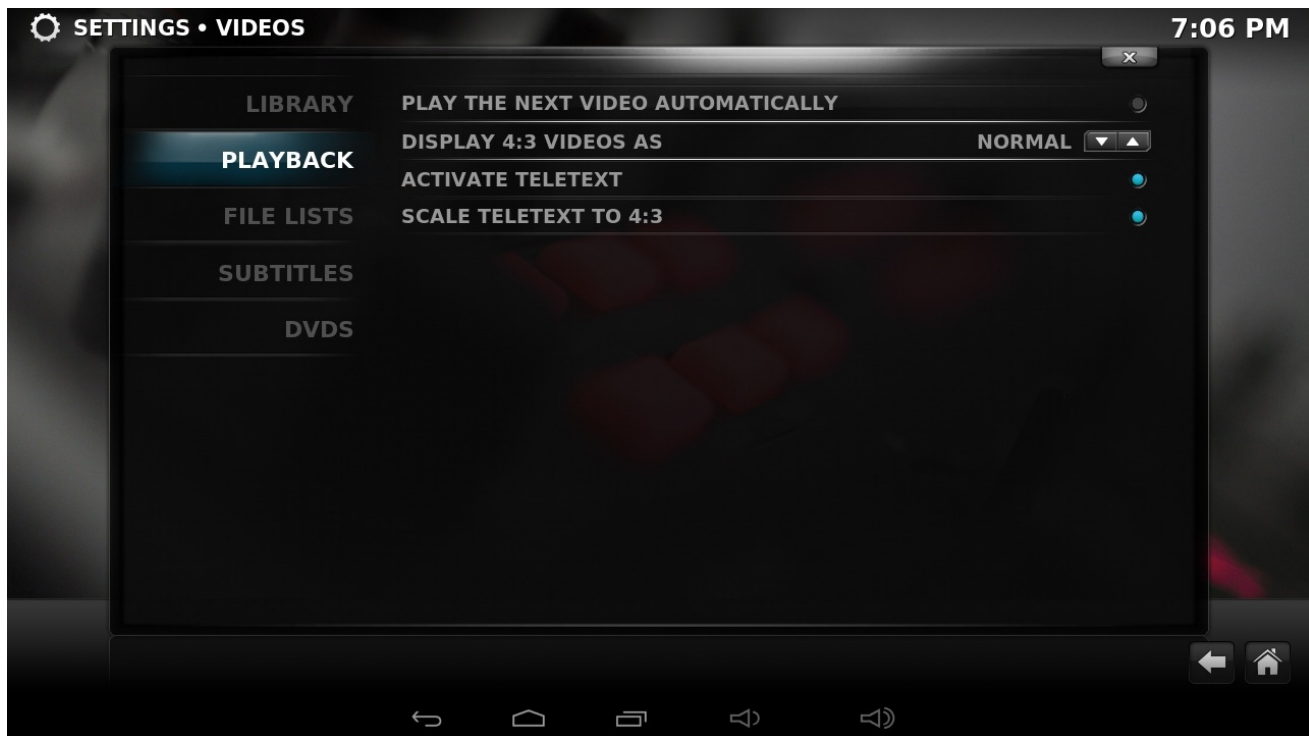 SETTINGS • VIDEOS
7:06 PM
LIBRARY
PLAYBACK
FILE LISTS
SUBTITLES
DVDS
PLAY THE NEXT VIDEO AUTOMATICALLY
DISPLAY 4:3 VIDEOS AS NORMAL
ACTIVATE TELETEXT
SCALE TELETEXT TO 4:3